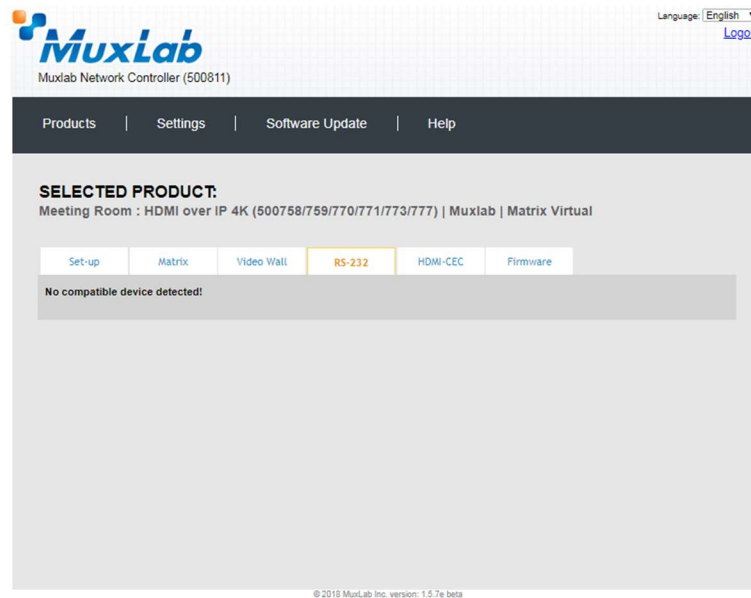 Language: English
Logo
MuxLab
Muxlab Network Controller (500811)
Products | Settings | Software Update | Help
SELECTED PRODUCT:
Meeting Room : HDMI over IP 4K (500758/759/770/771/773/777) | Muxlab | Matrix Virtual
Set-up Matrix Video Wall RS-232 HDMI-CEC Firmware
No compatible device detected!
© 2018 MuxLab Inc. version: 1.5.7e beta